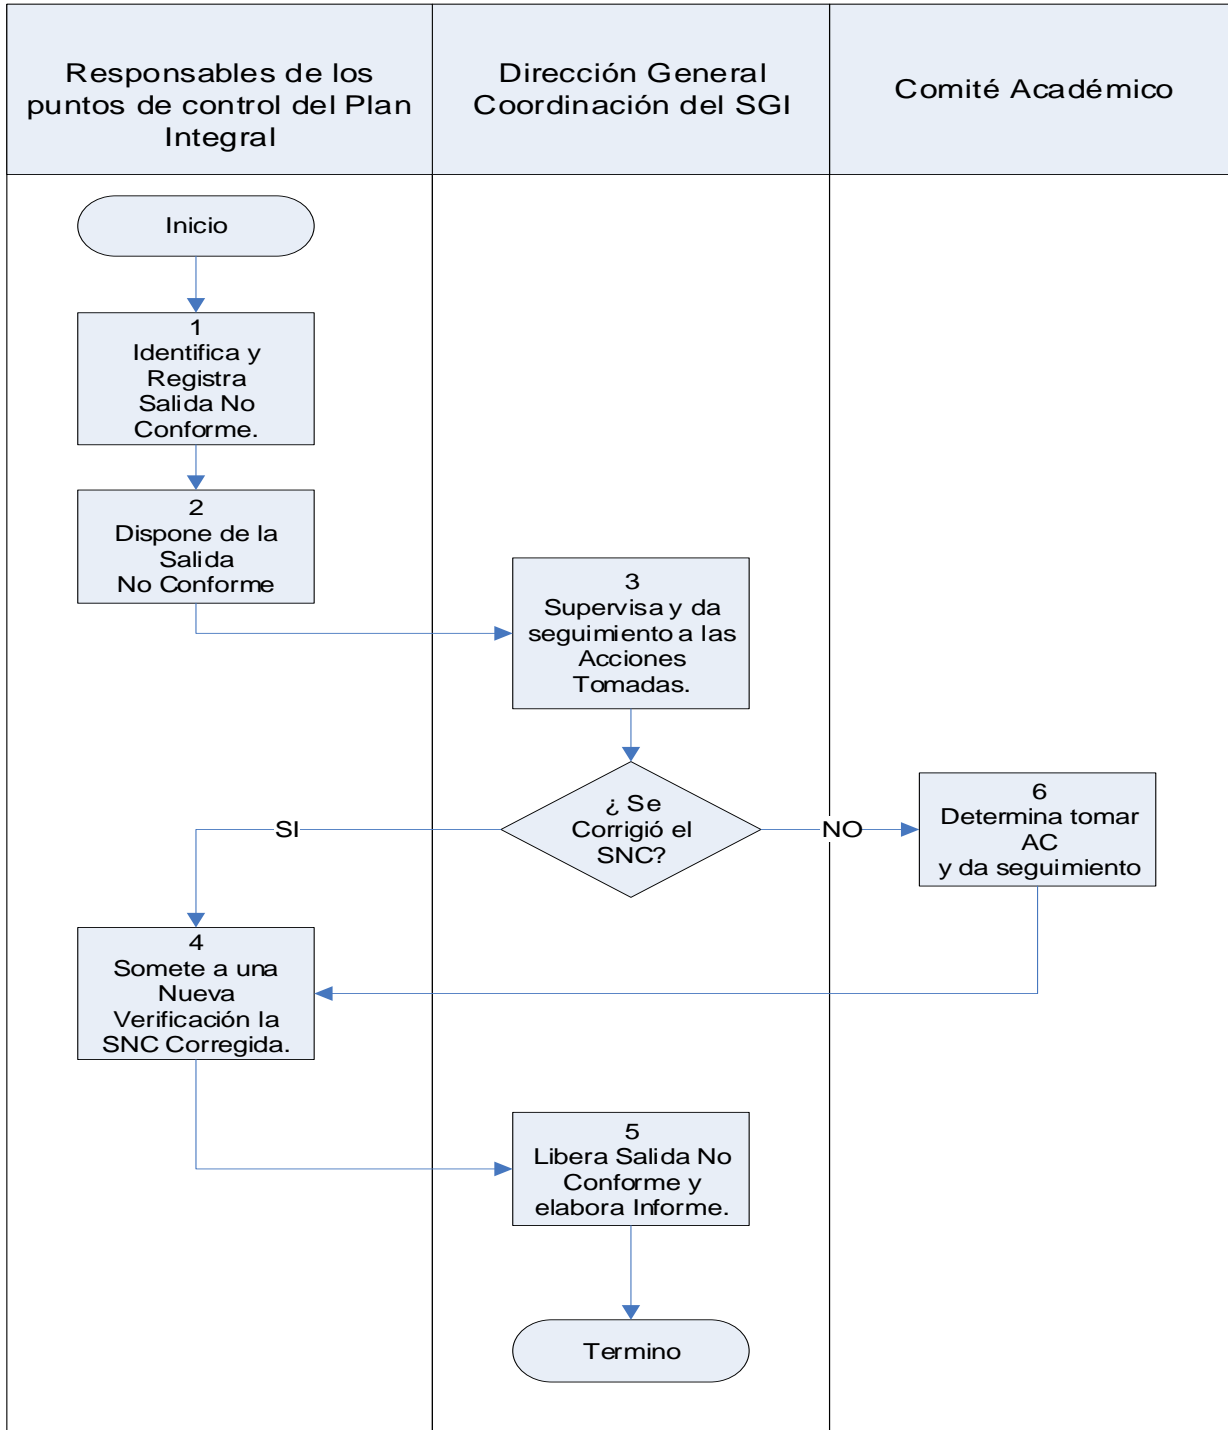 Responsables de los
puntos de control del Plan
Integral
Dirección General
Coordinación del SGI
Comité Académico
Inicio
1
Identifica y
Registra
Salida No
Conforme.
2
Dispone de la
Salida
No Conforme
3
Supervisa y da
seguimiento a las
Acciones
Tomadas.
¿ Se
Corrigió el
SNC?
SI
NO
6
Determina tomar
AC
y da seguimiento
4
Somete a una
Nueva
Verificación la
SNC Corregida.
5
Libera Salida No
Conforme y
elabora Informe.
Termino